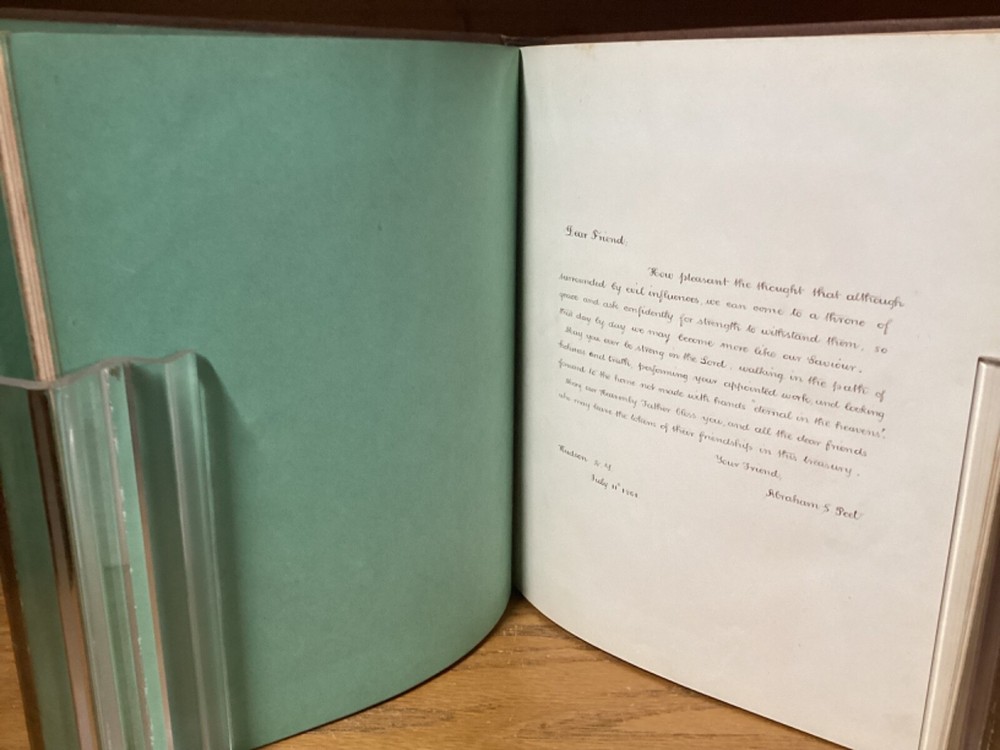 Dear Friend,
How pleasant the thought that although
surrounded by evil influences, we can come to a throne of
grace and ask confidently for strength to withstand them, so
that day by day we may become more like our Saviour.
May you ever be strong in the Lord, walking in the path of
holiness and truth, performing your appointed work, and looking
forward to the home not made with hands "eternal in the heavens".
May our Heavenly Father bless you, and all the dear friends
who may leave the tokens of their friendship in this treasury.
Your Friend,
Abraham S Peet
Hudson N.Y.
July 11th